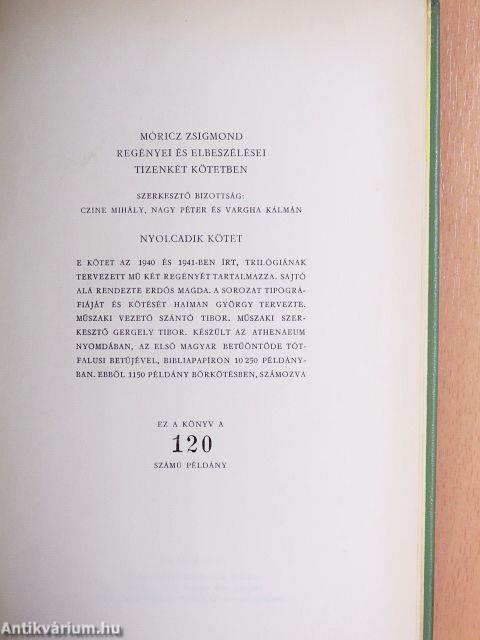 MÓRICZ ZSIGMOND
REGÉNYEI ÉS ELBESZÉLÉSEI
TIZENKÉT KÖTETBEN
SZERKESZTŐ BIZOTTSÁG:
CZINE MIHÁLY, NAGY PÉTER ÉS VARGHA KÁLMÁN
NYOLCADIK KÖTET
E KÖTET AZ 1940 ÉS 1941-BEN ÍRT, TRILÓGIÁNAK
TERVEZETT MŰ KÉT REGÉNYÉT TARTALMAZZA. SAJTÓ
ALÁ RENDEZTE ERDŐS MAGDA. A SOROZAT TIPOGRÁ-
FIÁJÁT ÉS KÖTÉSÉT HAIMAN GYÖRGY TERVEZTE.
MŰSZAKI VEZETŐ SZÁNTÓ TIBOR. MŰSZAKI SZER-
KESZTŐ GERGELY TIBOR. KÉSZÜLT AZ ATHENAEUM
NYOMDÁBAN, AZ ELSŐ MAGYAR BETŰÖNTÖDE TÓT-
FALUSI BETŰJÉVEL, BIBLIAPAPÍRON 10 250 PÉLDÁNY-
BAN. EBBŐL 1150 PÉLDÁNY BŐRKÖTÉSBEN, SZÁMOZVA
EZ A KÖNYV A
120
SZÁMÚ PÉLDÁNY
Antikvárium.hu